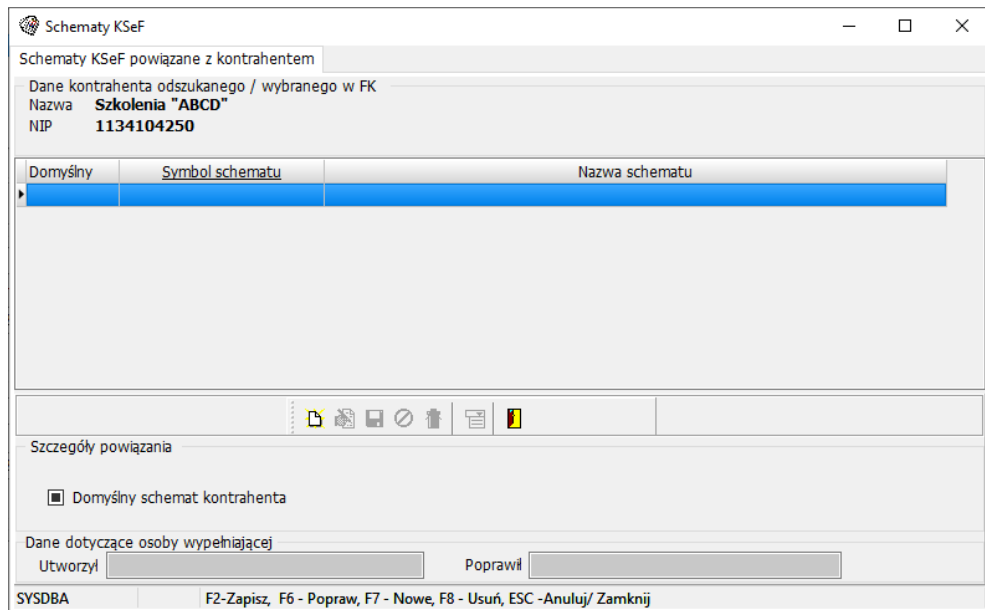 Schematy KSeF
Schematy KSeF powiązane z kontrahentem
Dane kontrahenta odszukanego / wybranego w FK
Nazwa Szkolenia "ABCD"
NIP 1134104250
Domyślny Symbol schematu Nazwa schematu
Szczegóły powiązania
Domyślny schemat kontrahenta
Dane dotyczące osoby wypełniającej
Utworzył Poprawił
SYSDBA F2-Zapisz, F6 - Popraw, F7 - Nowe, F8 - Usuń, ESC -Anuluj/ Zamknij